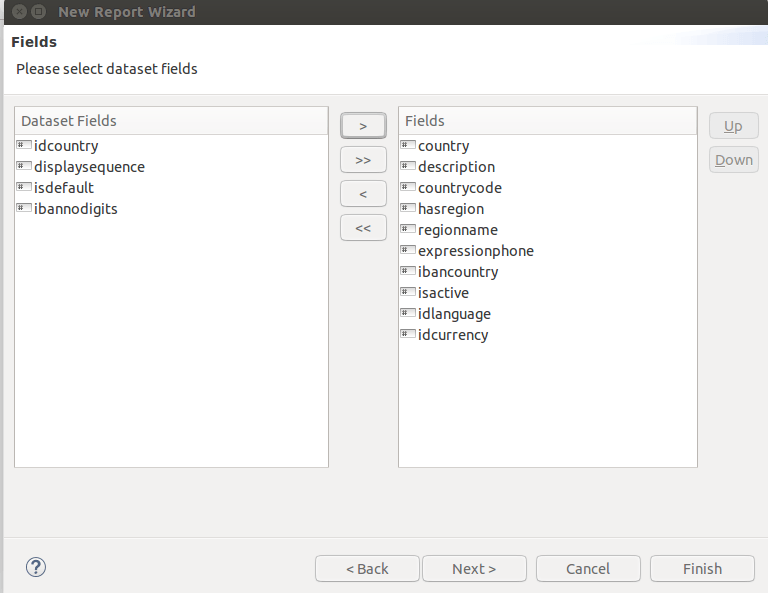 New Report Wizard
Fields
Please select dataset fields
Dataset Fields
idcountry
displaysequence
isdefault
ibannodigits
>
>>
<
<<
Fields
country
description
countrycode
hasregion
regionname
expressionphone
ibancountry
isactive
idlanguage
idcurrency
Up
Down
?
< Back
Next >
Cancel
Finish